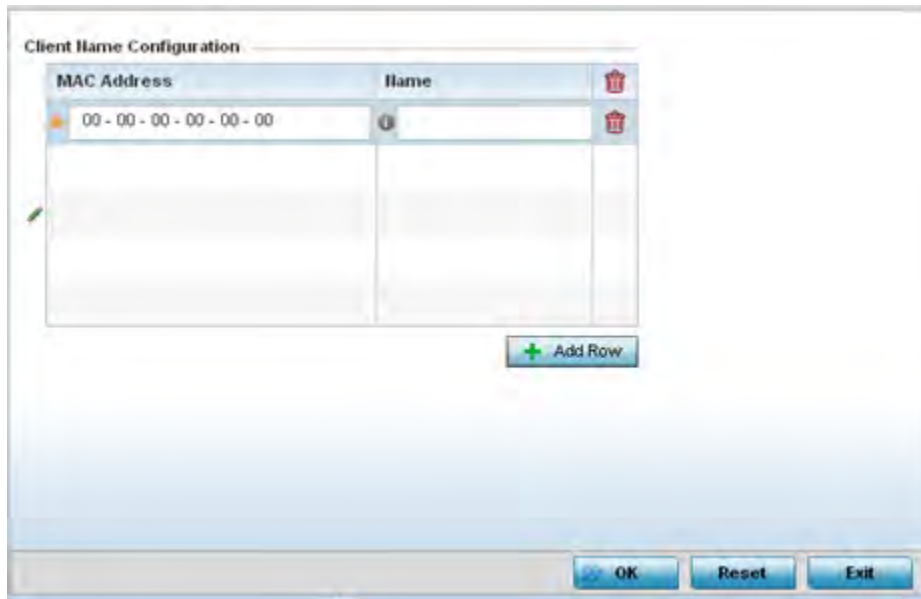 Client Name Configuration
MAC Address Name
00 - 00 - 00 - 00 - 00 - 00
Add Row
OK Reset Exit